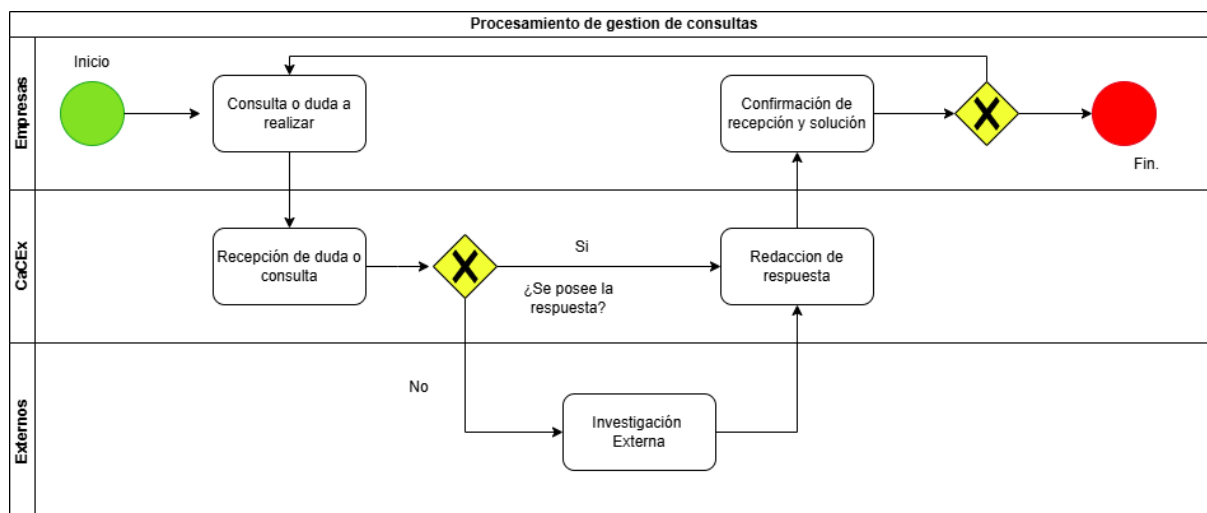 Procesamiento de gestion de consultas
Empresas
Inicio
Consulta o duda a
realizar
Confirmación de
recepción y solución
Fin.
CaCEx
Recepción de duda o
consulta
Si
¿Se posee la
respuesta?
Redaccion de
respuesta
Externos
No
Investigación
Externa